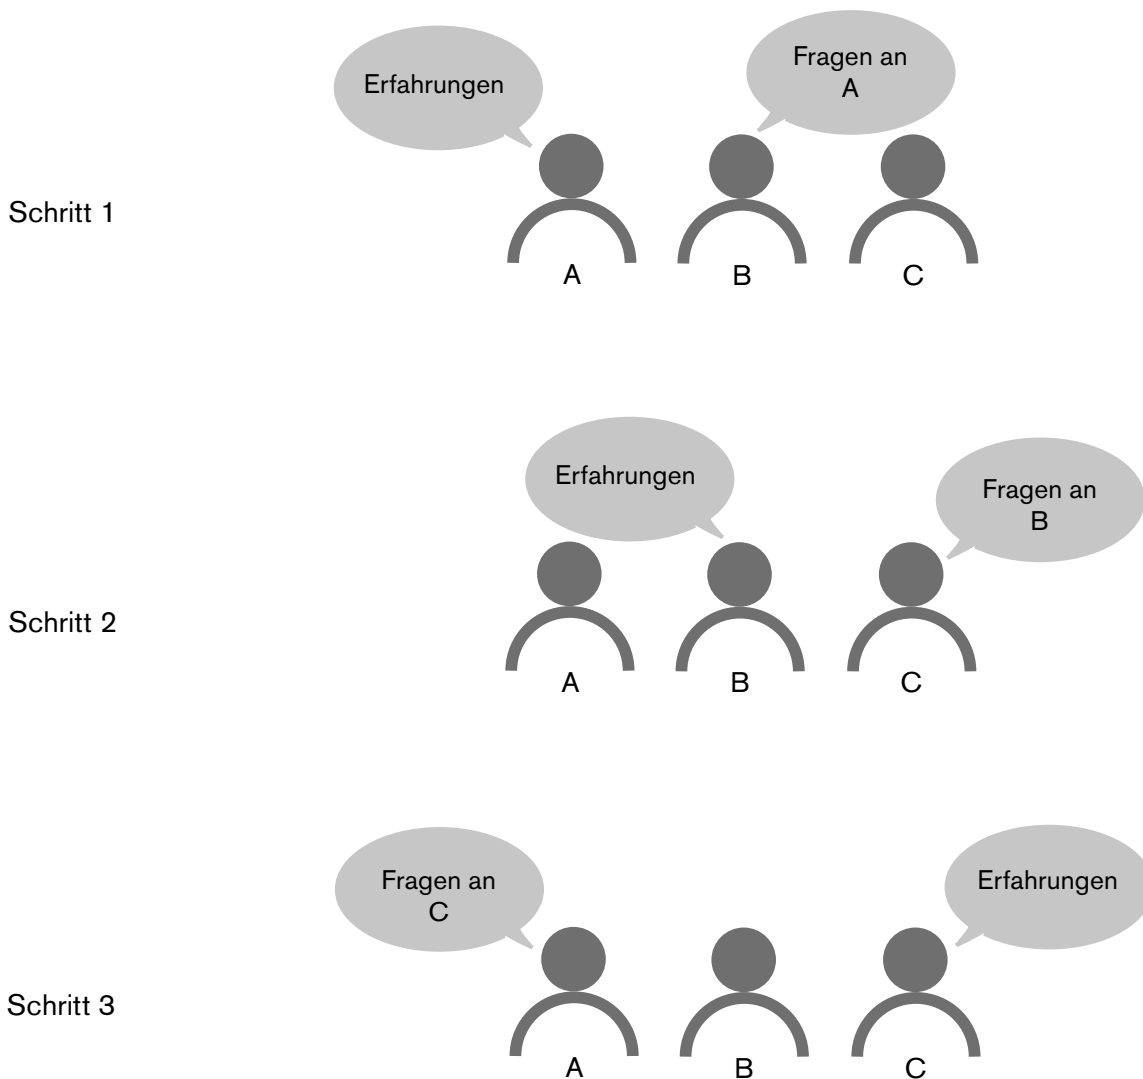 Erfahrungen
Fragen an
A
Schritt 1
A
B
C
Erfahrungen
Fragen an
B
Schritt 2
A
B
C
Fragen an
C
Erfahrungen
Schritt 3
A
B
C